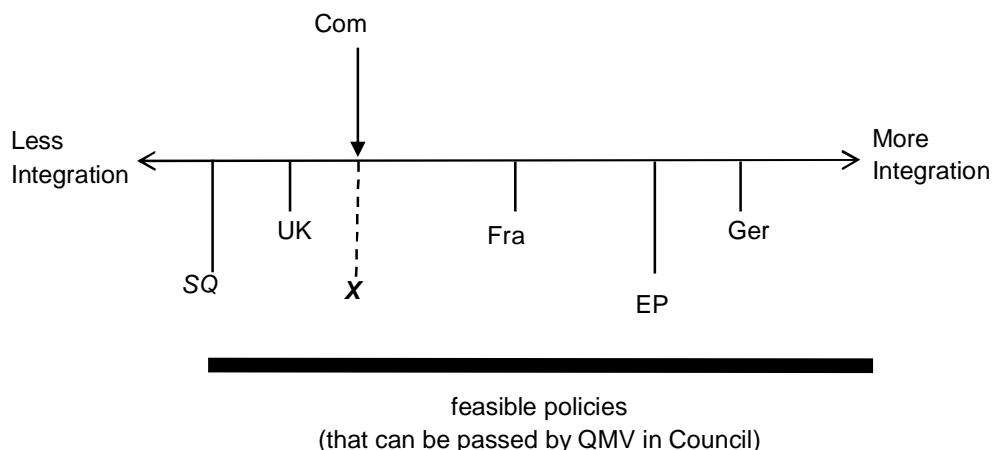 Com
Less
Integration
More
Integration
UK
Fra
Ger
SQ
X
EP
feasible policies
(that can be passed by QMV in Council)